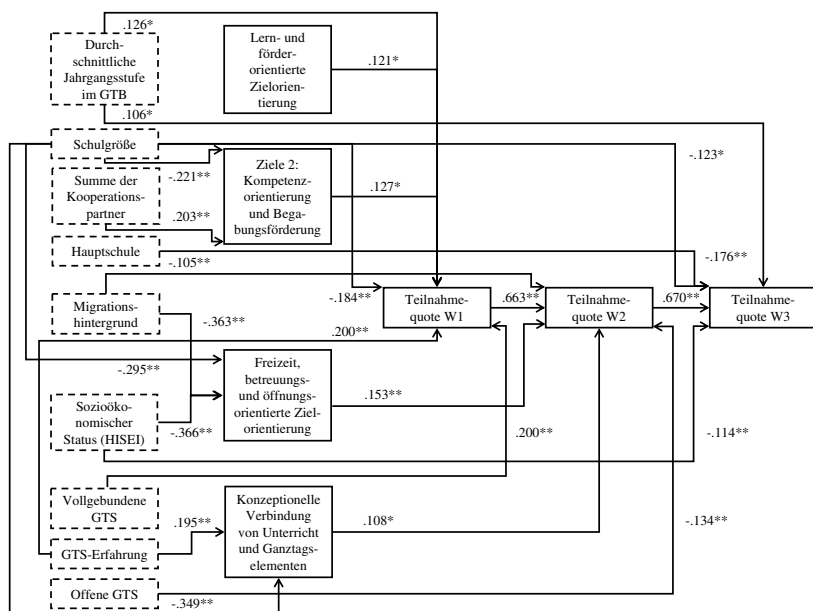 .126*
Durch-
schnittliche
Jahrgangsstufe
im GTB
Lern- und
förder-
orientierte
Zielorien-
tierung
.121*
.106*
Schulgröße
-.123*
-.221**
Summe der
Kooperations-
partner
.203**
Ziele 2:
Kompetenz-
orientierung
und Bega-
bungsförderung
.127*
Hauptschule
-.105**
-.176**
Migrations-
hintergrund
-.363**
.200**
-.184**
Teilnahme-
quote W1
.663**
Teilnahme-
quote W2
.670**
Teilnahme-
quote W3
-.295**
Freizeit,
betreuungs-
und öffnungs-
orientierte Ziel-
orientierung
.153**
Sozioöko-
nomischer
Status (HISEI)
-.366**
.200**
-.114**
Vollgebundene
GTS
GTS-Erfahrung
.195**
Konzeptionelle
Verbindung
von Unterricht
und Ganztags-
elementen
.108*
-.134**
Offene GTS
-.349**